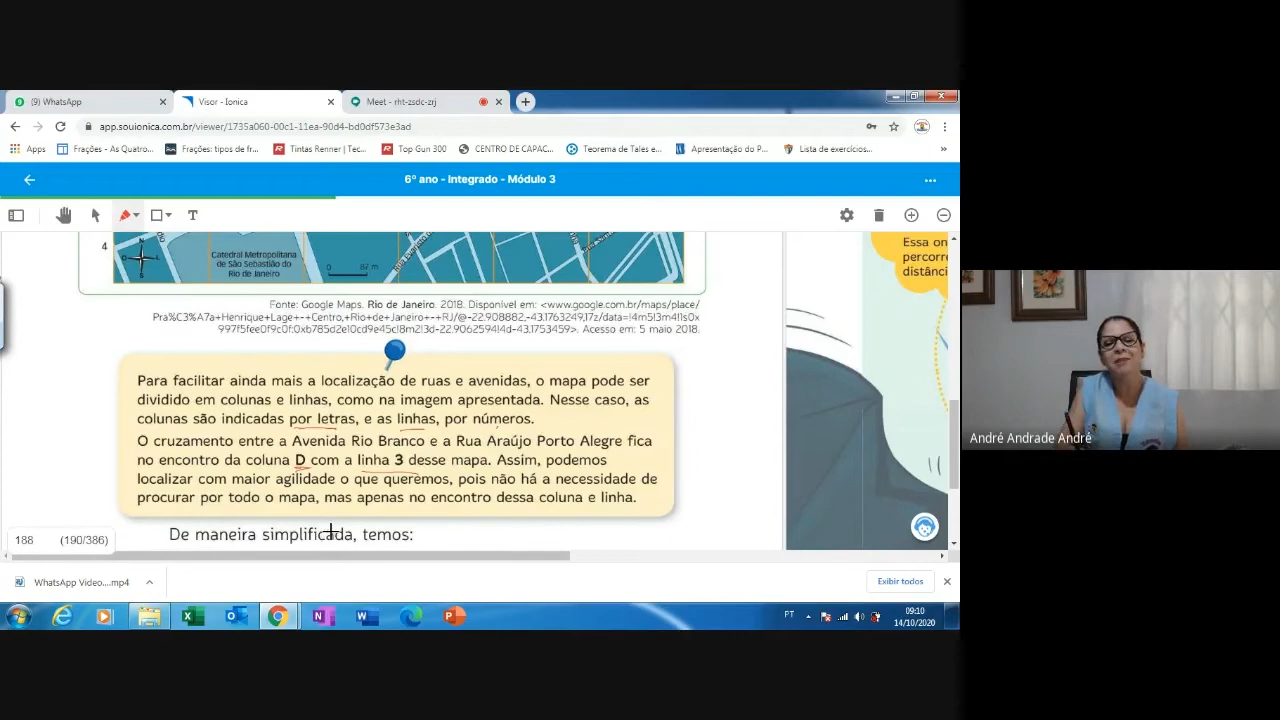 (9) WhatsApp
Visor - Ionica
Meet - rht-zsdc-zrj
app.souionica.com.br/viewer/1735a060-00c1-11ea-90d4-bd0df573e3ad
Apps
Frações - As Quatro...
Frações: tipos de fr...
Tintas Renner | Tec...
Top Gun 300
CENTRO DE CAPAC...
Teorema de Tales e...
Apresentação do P...
Lista de exercícios...
»
6º ano - Integrado - Módulo 3
T
4
N
O
L
S
Catedral Metropolitana
de São Sebastião do
Rio de Janeiro
0 87 m
Fonte: Google Maps. Rio de Janeiro. 2018. Disponível em: <www.google.com.br/maps/place/
Pra%C3%A7a+Henrique+Lage+-+Centro,+Rio+de+Janeiro+-+RJ/@-22.908882,-43.1763249,17z/data=!4m5!3m4!1s0x
997f5fee0f9c0f:0xb785d2e10cd9e45c!8m2!3d-22.9062594!4d-43.1753459>. Acesso em: 5 maio 2018.
Para facilitar ainda mais a localização de ruas e avenidas, o mapa pode ser
dividido em colunas e linhas, como na imagem apresentada. Nesse caso, as
colunas são indicadas por letras, e as linhas, por números.
O cruzamento entre a Avenida Rio Branco e a Rua Araújo Porto Alegre fica
no encontro da coluna D com a linha 3 desse mapa. Assim, podemos
localizar com maior agilidade o que queremos, pois não há a necessidade de
procurar por todo o mapa, mas apenas no encontro dessa coluna e linha.
De maneira simplificada, temos:
188 (190/386)
Essa on
percorre
distânci
André Andrade André
WhatsApp Video....mp4
Exibir todos
PT
09:10
14/10/2020